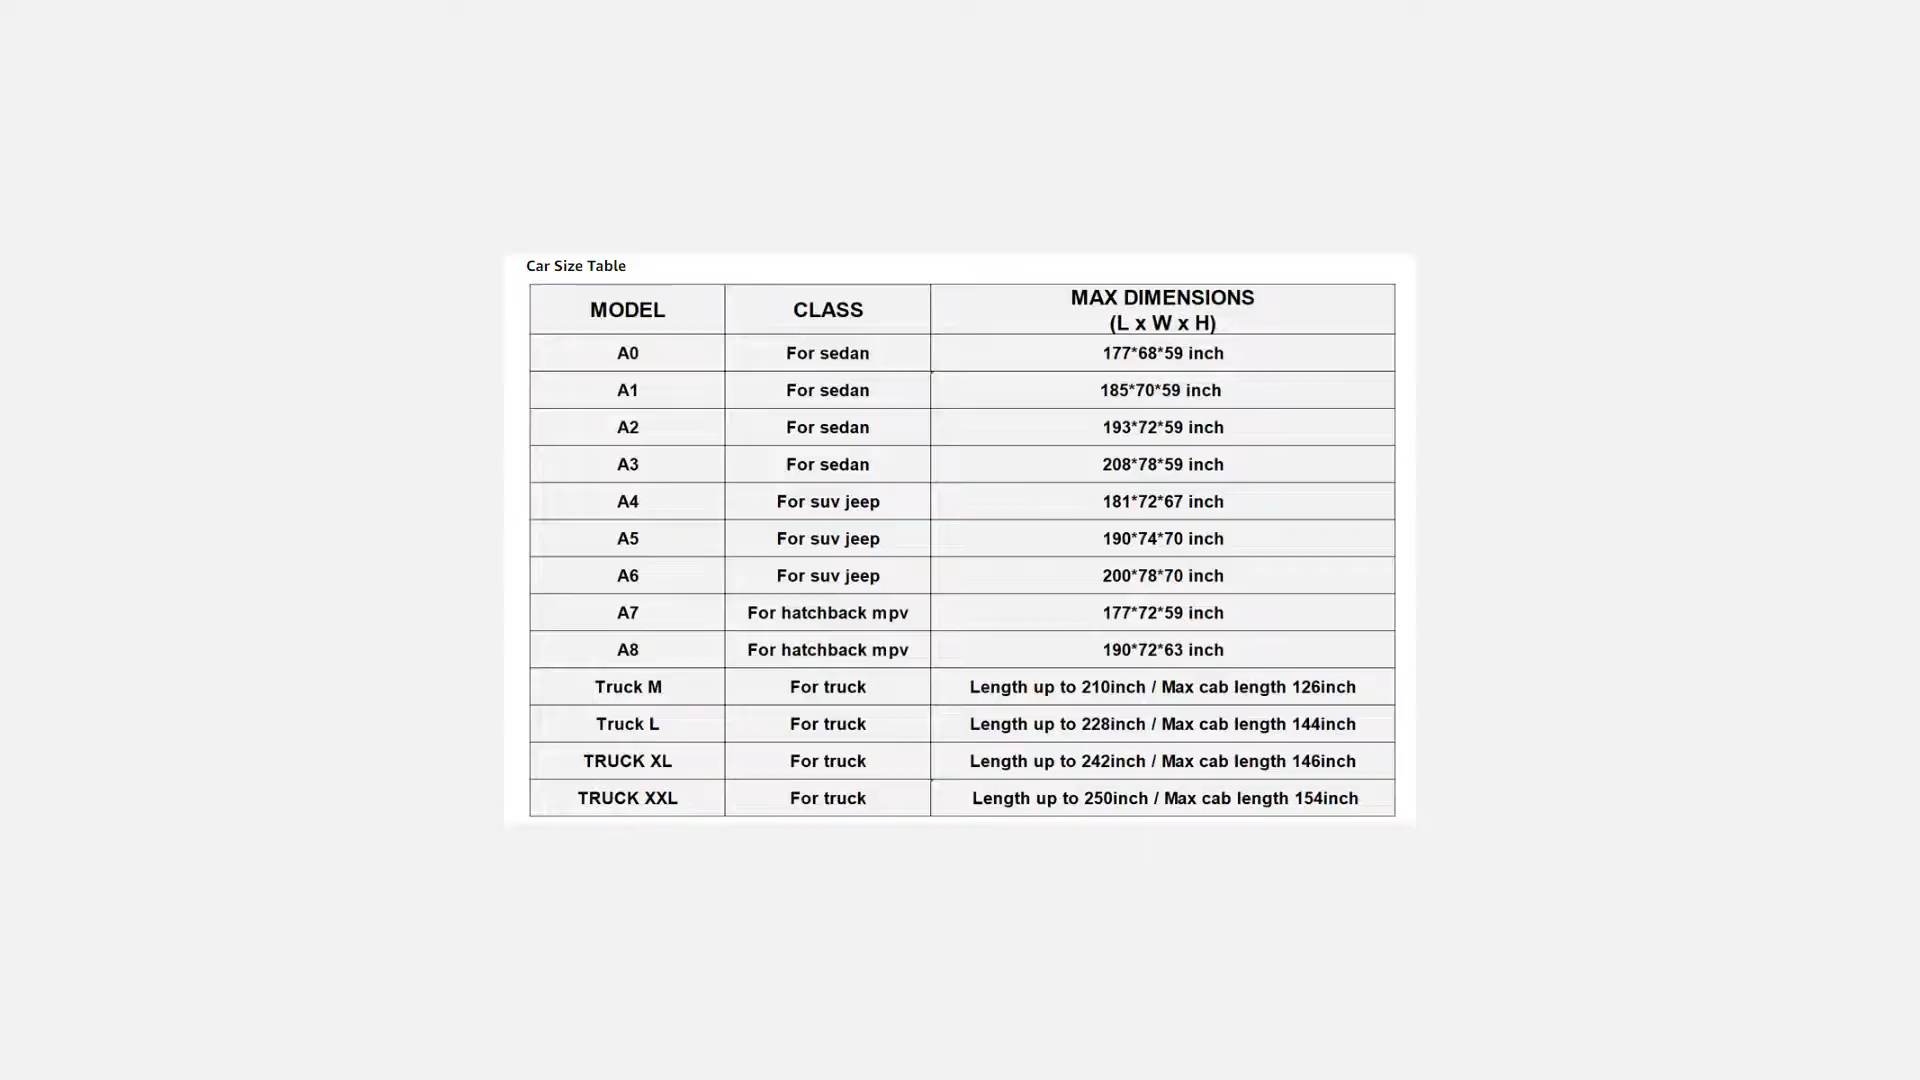 Car Size Table
MODEL CLASS MAX DIMENSIONS
(L x W x H)
A0 For sedan 177*68*59 inch
A1 For sedan 185*70*59 inch
A2 For sedan 193*72*59 inch
A3 For sedan 208*78*59 inch
A4 For suv jeep 181*72*67 inch
A5 For suv jeep 190*74*70 inch
A6 For suv jeep 200*78*70 inch
A7 For hatchback mpv 177*72*59 inch
A8 For hatchback mpv 190*72*63 inch
Truck M For truck Length up to 210inch / Max cab length 126inch
Truck L For truck Length up to 228inch / Max cab length 144inch
TRUCK XL For truck Length up to 242inch / Max cab length 146inch
TRUCK XXL For truck Length up to 250inch / Max cab length 154inch